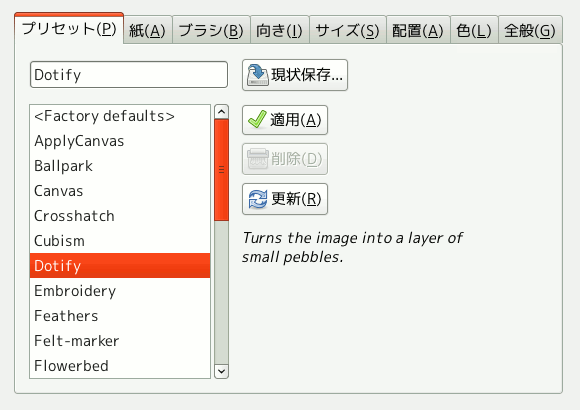 プリセット(P) 紙(A) ブラシ(B) 向き(I) サイズ(S) 配置(A) 色(L) 全般(G)
Dotify
現状保存...
<Factory defaults>
ApplyCanvas
Ballpark
Canvas
Crosshatch
Cubism
Dotify
Embroidery
Feathers
Felt-marker
Flowerbed
適用(A)
削除(D)
更新(R)
Turns the image into a layer of
small pebbles.